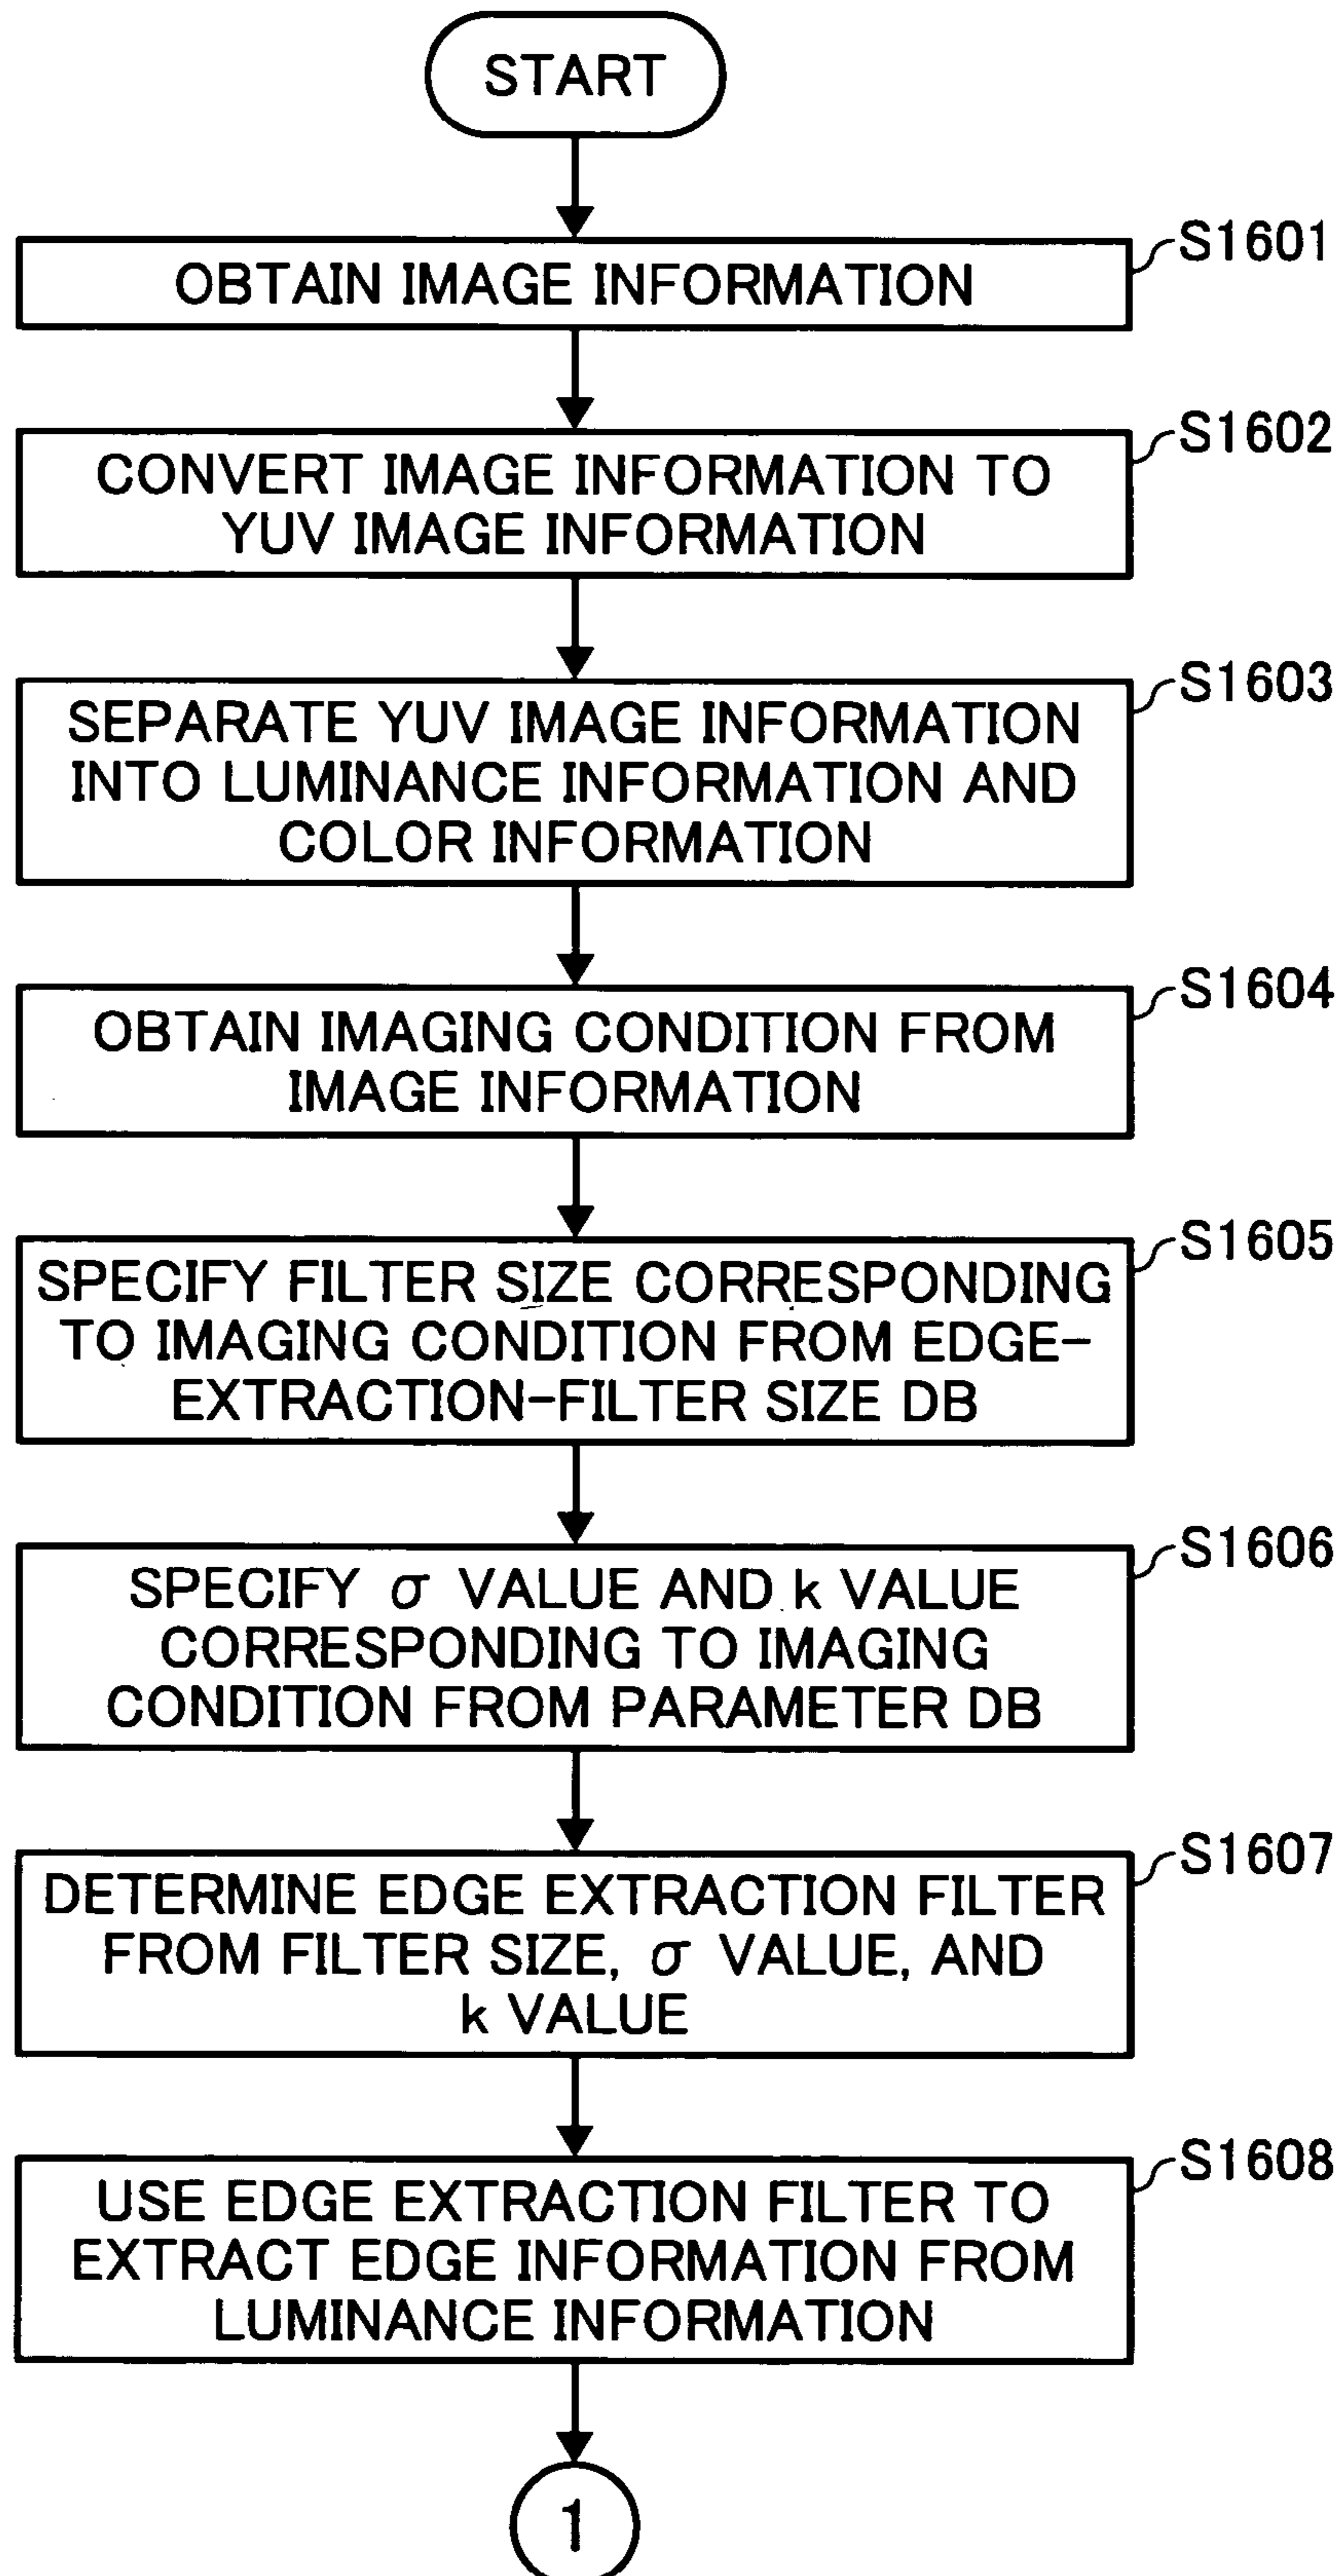 START
S1601
OBTAIN IMAGE INFORMATION
S1602
CONVERT IMAGE INFORMATION TO
YUV IMAGE INFORMATION
S1603
SEPARATE YUV IMAGE INFORMATION
INTO LUMINANCE INFORMATION AND
COLOR INFORMATION
S1604
OBTAIN IMAGING CONDITION FROM
IMAGE INFORMATION
S1605
SPECIFY FILTER SIZE CORRESPONDING
TO IMAGING CONDITION FROM EDGE-
EXTRACTION-FILTER SIZE DB
S1606
SPECIFY σ VALUE AND k VALUE
CORRESPONDING TO IMAGING
CONDITION FROM PARAMETER DB
S1607
DETERMINE EDGE EXTRACTION FILTER
FROM FILTER SIZE, σ VALUE, AND
k VALUE
S1608
USE EDGE EXTRACTION FILTER TO
EXTRACT EDGE INFORMATION FROM
LUMINANCE INFORMATION
1